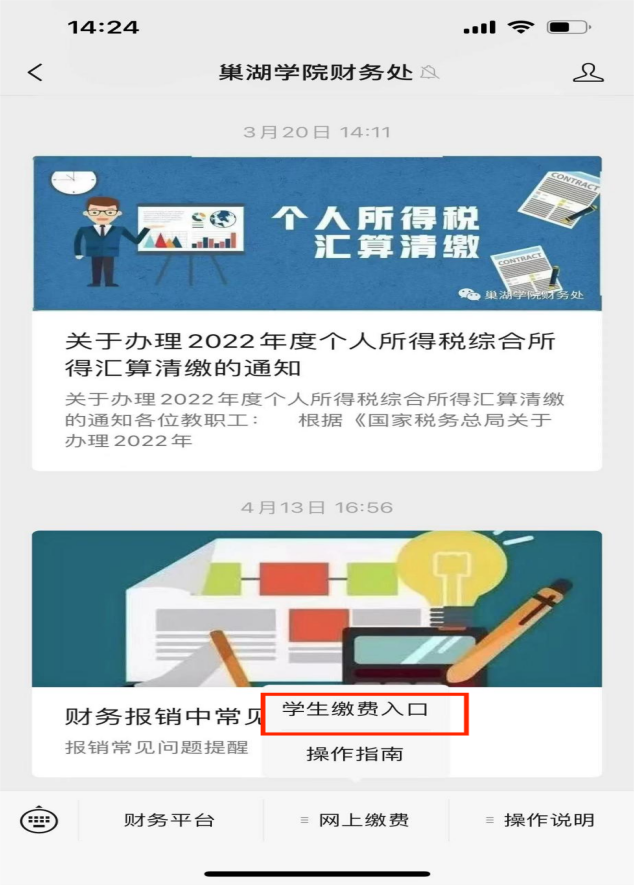 14:24
巢湖学院财务处
3月20日 14:11
CONTRACT
个人所得税
汇算清缴
CONTRACT
巢湖学院财务处
关于办理2022年度个人所得税综合所
得汇算清缴的通知
关于办理2022年度个人所得税综合所得汇算清缴
的通知各位教职工: 根据《国家税务总局关于
办理2022年
4月13日 16:56
财务报销中常见
学生缴费入口
报销常见问题提醒
操作指南
财务平台
网上缴费
操作说明